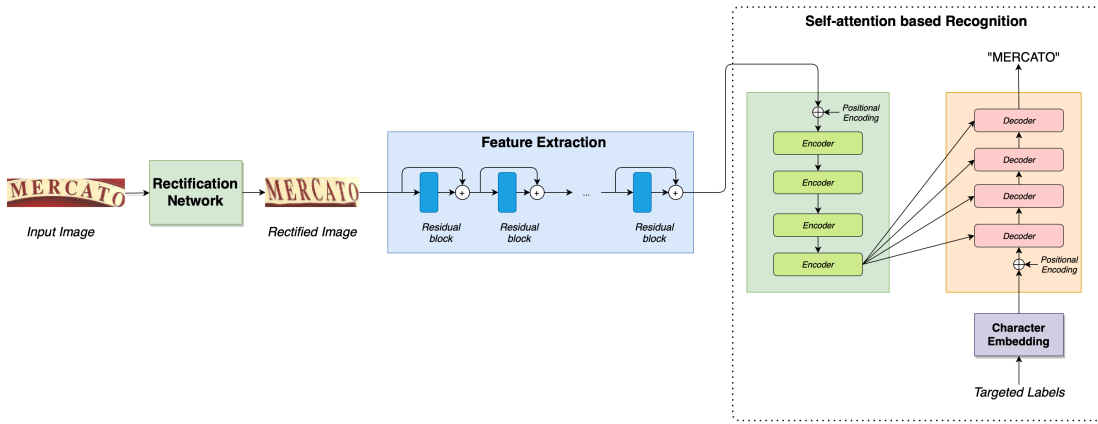 Self-attention based Recognition
"MERCATO"
Positional
Encoding
Decoder
Feature Extraction
Encoder
Decoder
MERCATO
Rectification
Network
MERCATO
Encoder
Decoder
Input Image
Rectified Image
Residual
block
Residual
block
...
Residual
block
Encoder
Decoder
Encoder
Positional
Encoding
Character
Embedding
Targeted Labels